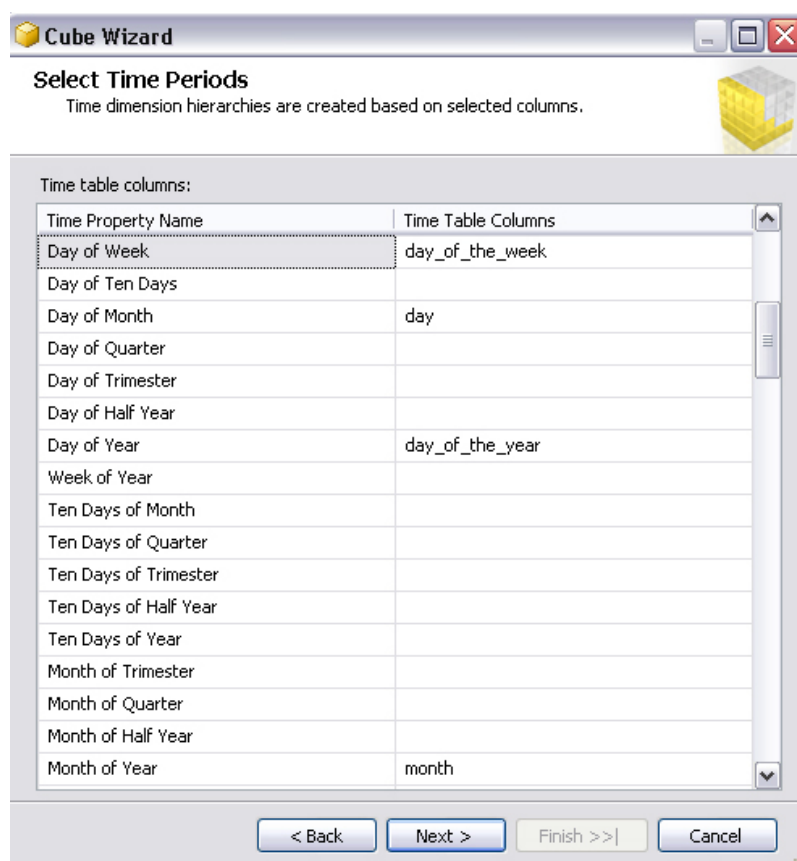 Cube Wizard
Select Time Periods
Time dimension hierarchies are created based on selected columns.
Time table columns:
Time Property Name Time Table Columns
Day of Week day_of_the_week
Day of Ten Days
Day of Month day
Day of Quarter
Day of Trimester
Day of Half Year
Day of Year day_of_the_year
Week of Year
Ten Days of Month
Ten Days of Quarter
Ten Days of Trimester
Ten Days of Half Year
Ten Days of Year
Month of Trimester
Month of Quarter
Month of Half Year
Month of Year month
< Back Next > Finish >>| Cancel